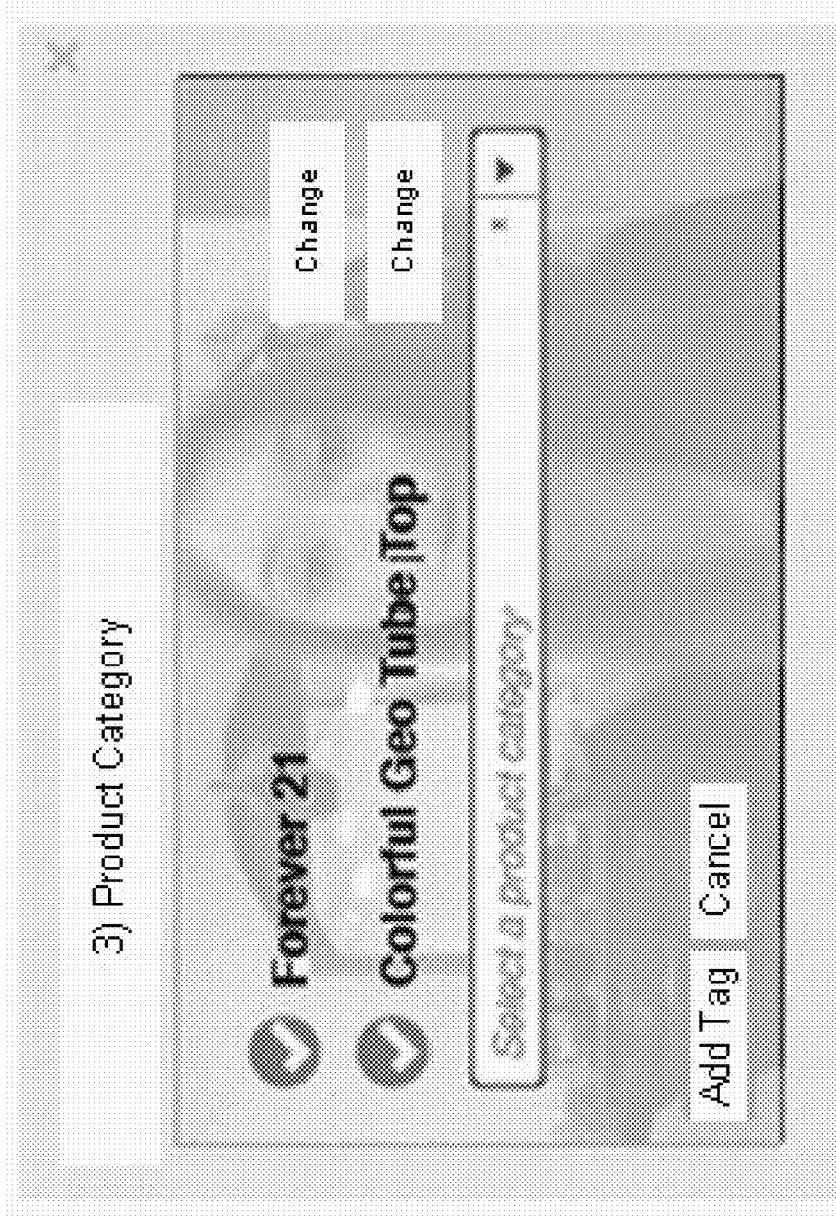 3) Product Category
Forever 21
Change
Colorful Geo Tube Top
Change
Select a product category
*
Add Tag | Cancel